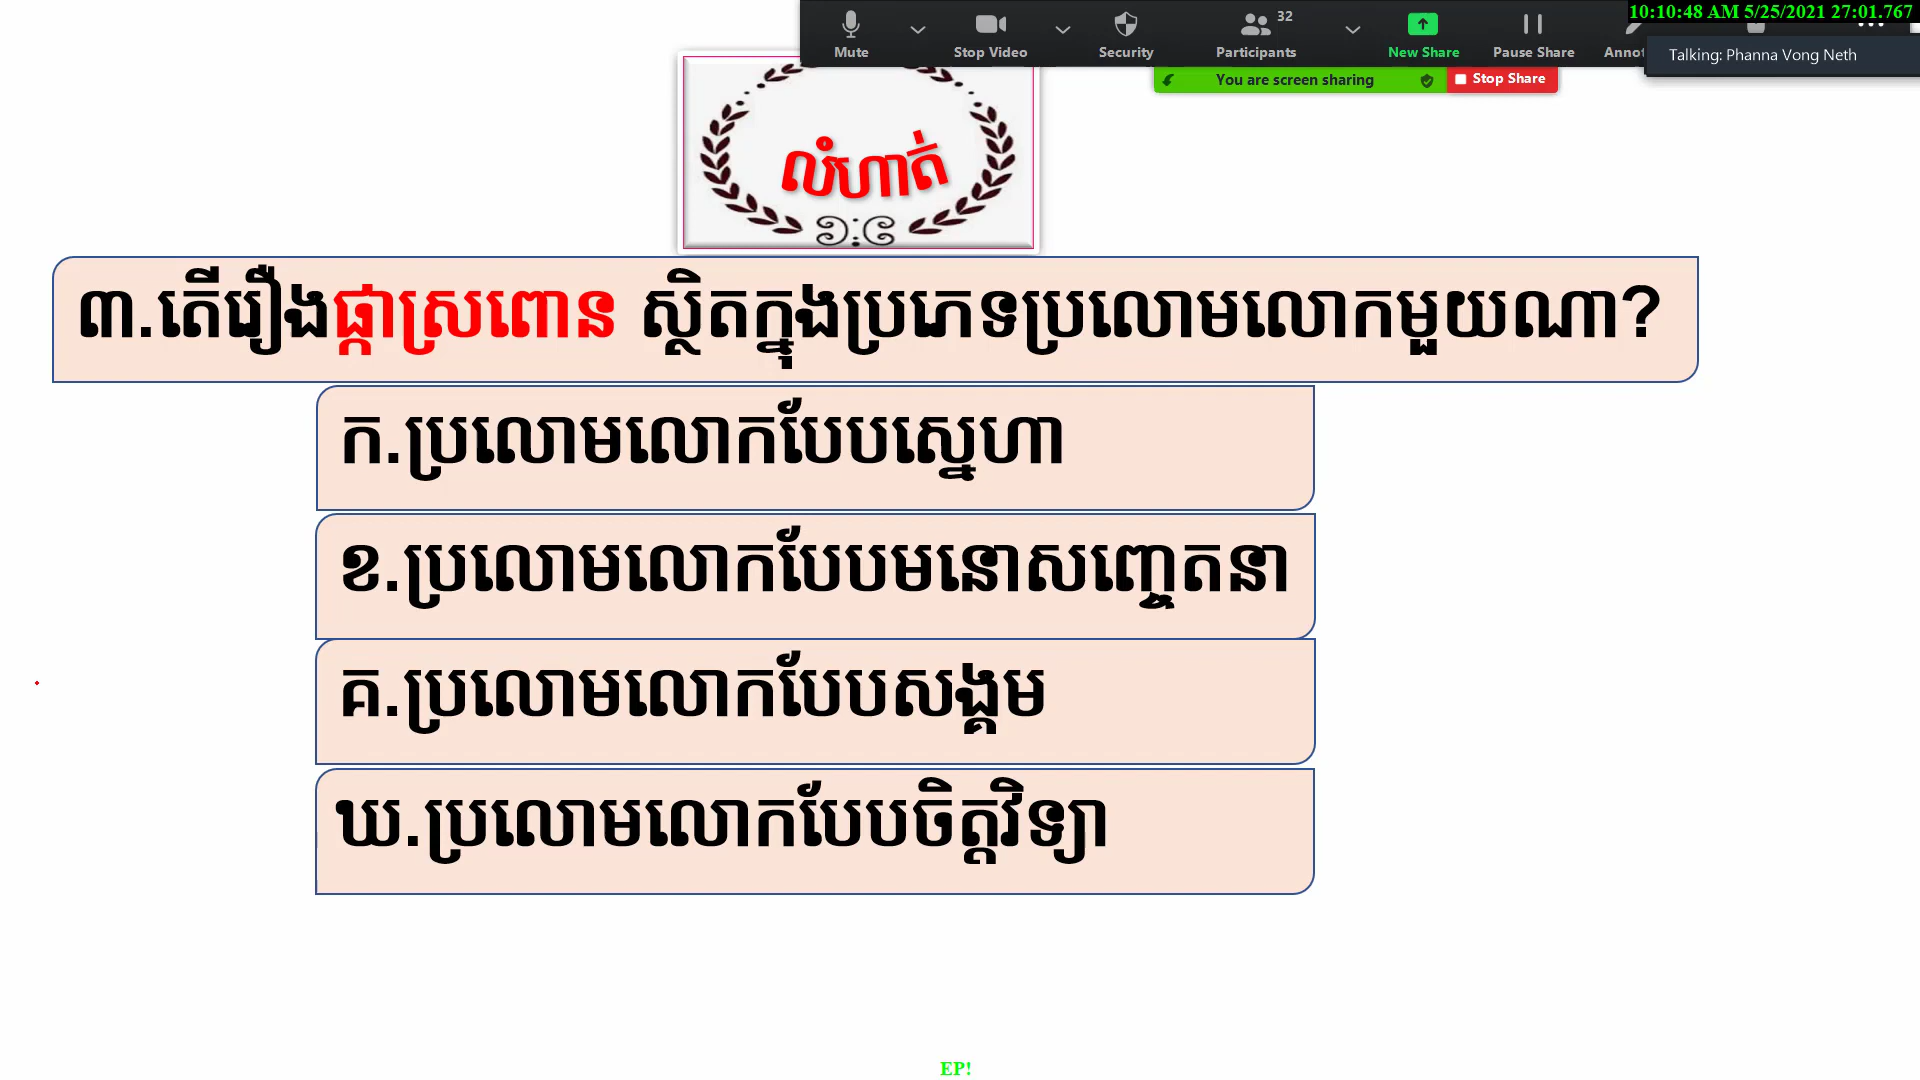 10:10:48 AM 5/25/2021 27:01.767
32
Mute
Stop Video
Security
Participants
New Share
Pause Share
Annot
Talking: Phanna Vong Neth
You are screen sharing
Stop Share
លំហាត់
៣.តើរឿងផ្កាស្រពោន ស្ថិតក្នុងប្រភេទប្រលោមលោកមួយណា?
ក.ប្រលោមលោកបែបស្នេហា
ខ.ប្រលោមលោកបែបមនោសញ្ចេតនា
គ.ប្រលោមលោកបែបសង្គម
ឃ.ប្រលោមលោកបែបចិត្តវិទ្យា
EP!